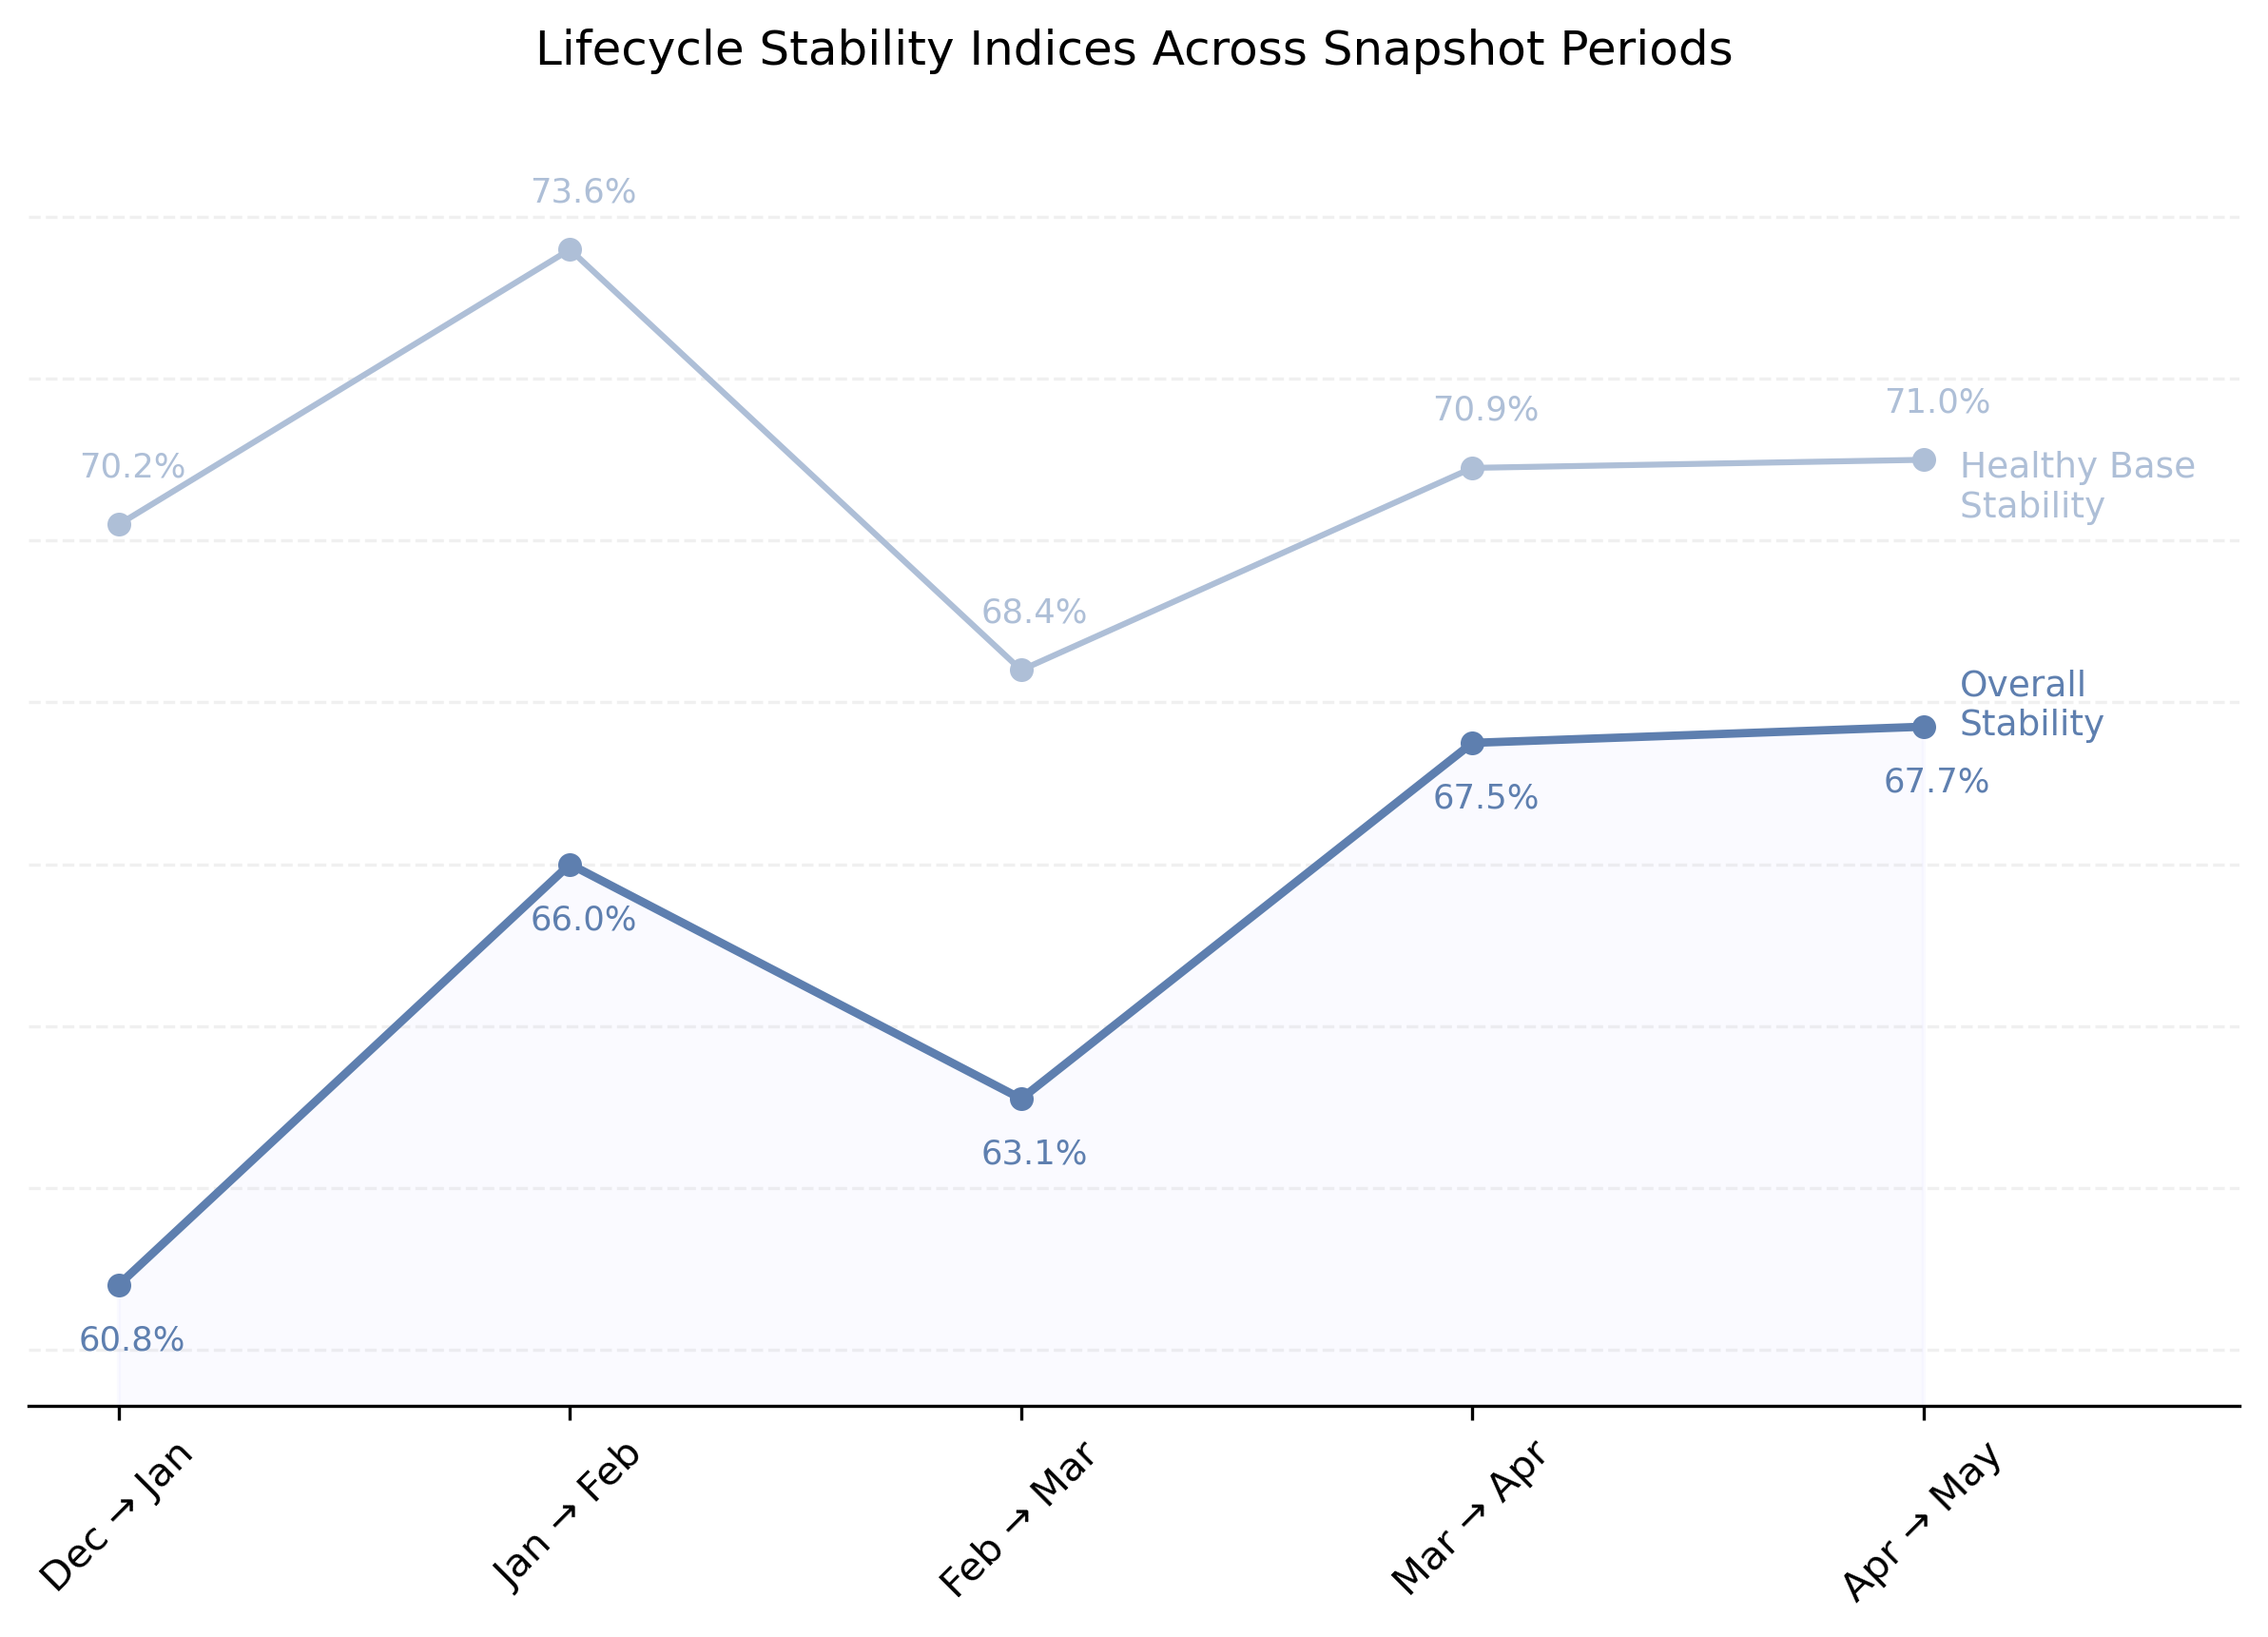 Lifecycle Stability Indices Across Snapshot Periods
73.6%
70.2%
70.9%
71.0%
Healthy Base
Stability
68.4%
Overall
Stability
67.5%
67.7%
66.0%
63.1%
60.8%
Dec → Jan
Jan → Feb
Feb → Mar
Mar → Apr
Apr → May